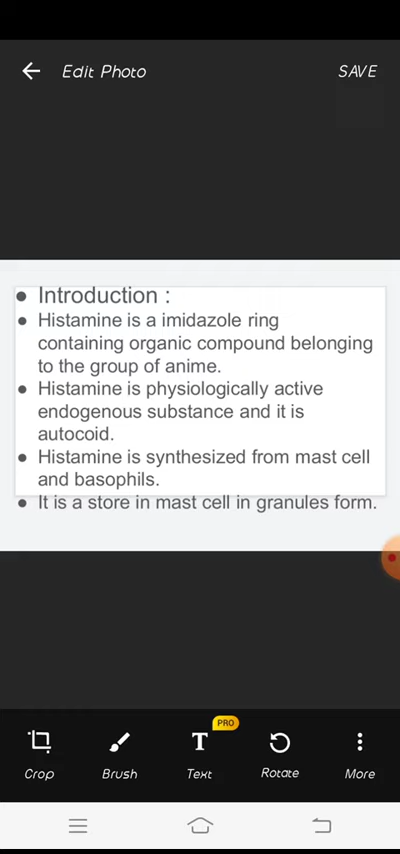 Edit Photo SAVE
● Introduction :
● Histamine is a imidazole ring
containing organic compound belonging
to the group of anime.
● Histamine is physiologically active
endogenous substance and it is
autocoid.
● Histamine is synthesized from mast cell
and basophils.
● It is a store in mast cell in granules form.
PRO
Crop Brush Text Rotate More